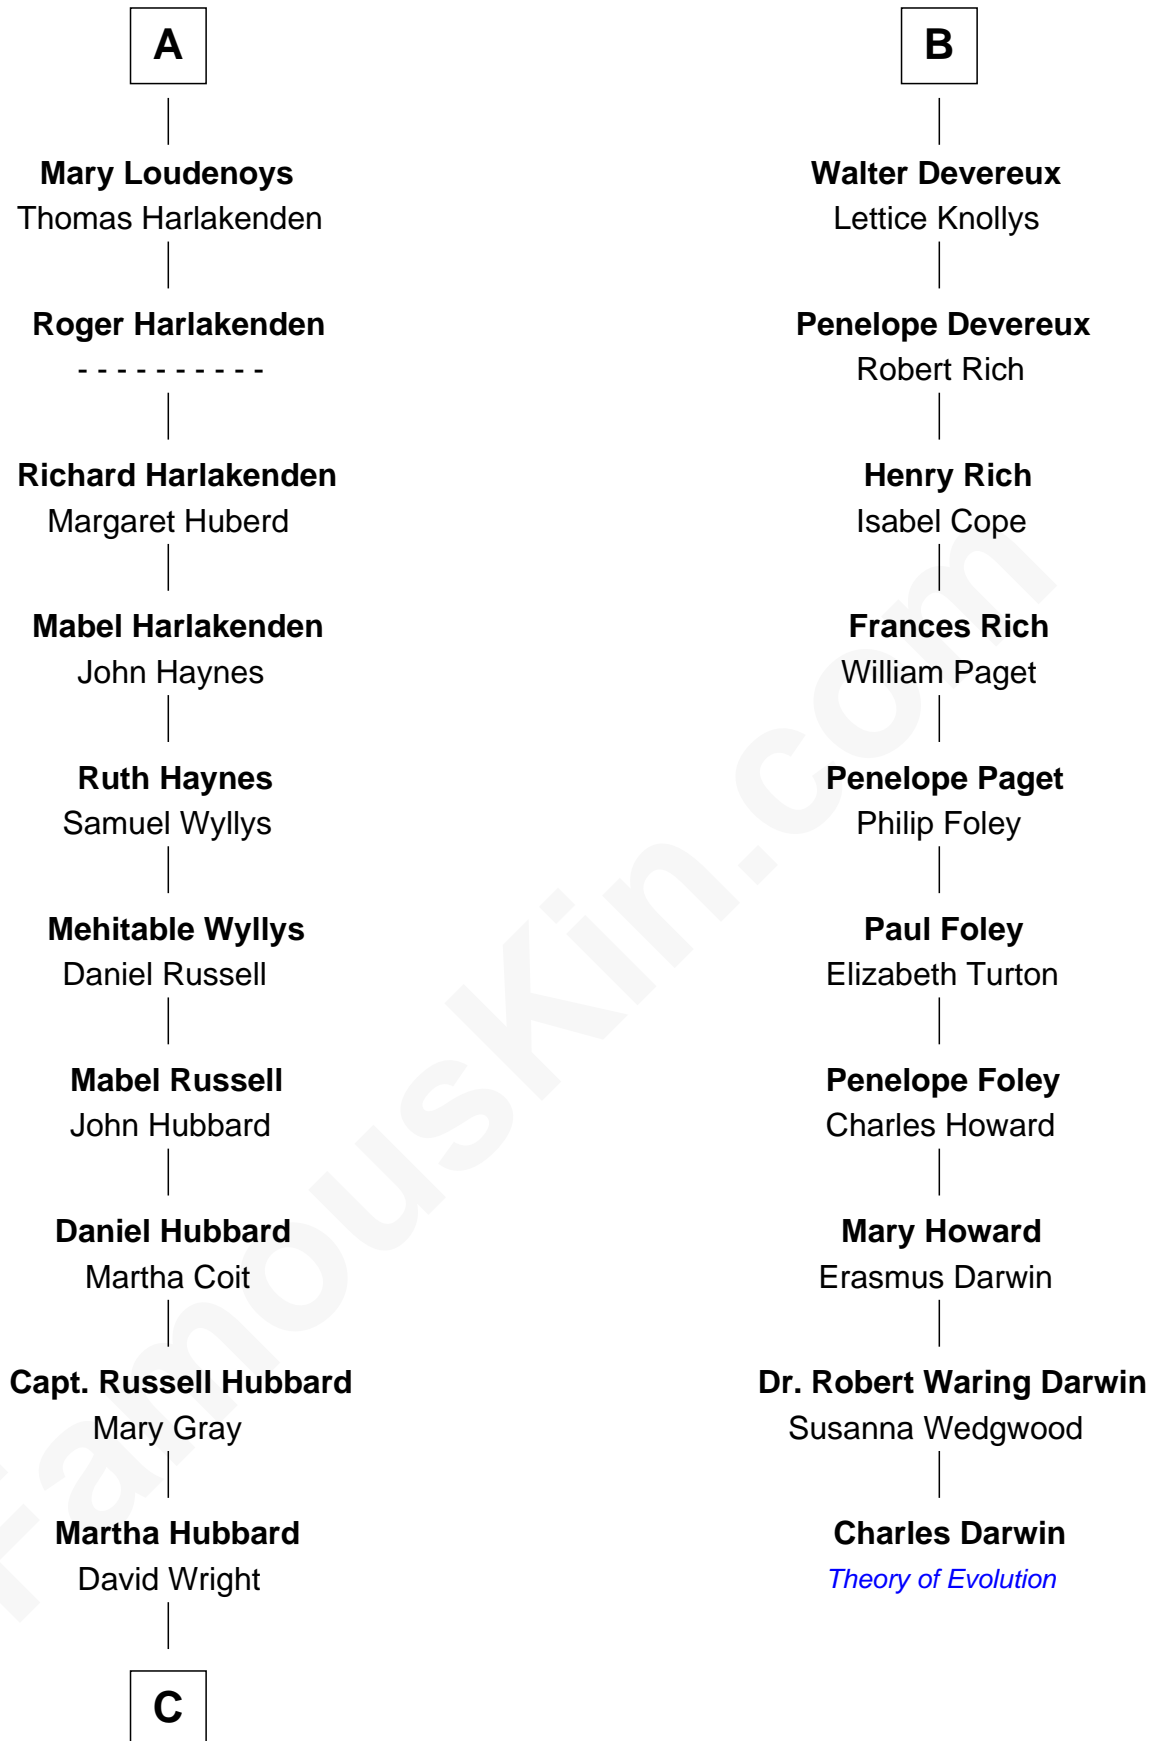 A
Mary Loudenoys
Thomas Harlakenden
Roger Harlakenden
- - - - - - - - - -
Richard Harlakenden
Margaret Huberd
Mabel Harlakenden
John Haynes
Ruth Haynes
Samuel Wyllys
Mehitable Wyllys
Daniel Russell
Mabel Russell
John Hubbard
Daniel Hubbard
Martha Coit
Capt. Russell Hubbard
Mary Gray
Martha Hubbard
David Wright
C
B
Walter Devereux
Lettice Knollys
Penelope Devereux
Robert Rich
Henry Rich
Isabel Cope
Frances Rich
William Paget
Penelope Paget
Philip Foley
Paul Foley
Elizabeth Turton
Penelope Foley
Charles Howard
Mary Howard
Erasmus Darwin
Dr. Robert Waring Darwin
Susanna Wedgwood
Charles Darwin
Theory of Evolution
FamousKin.com